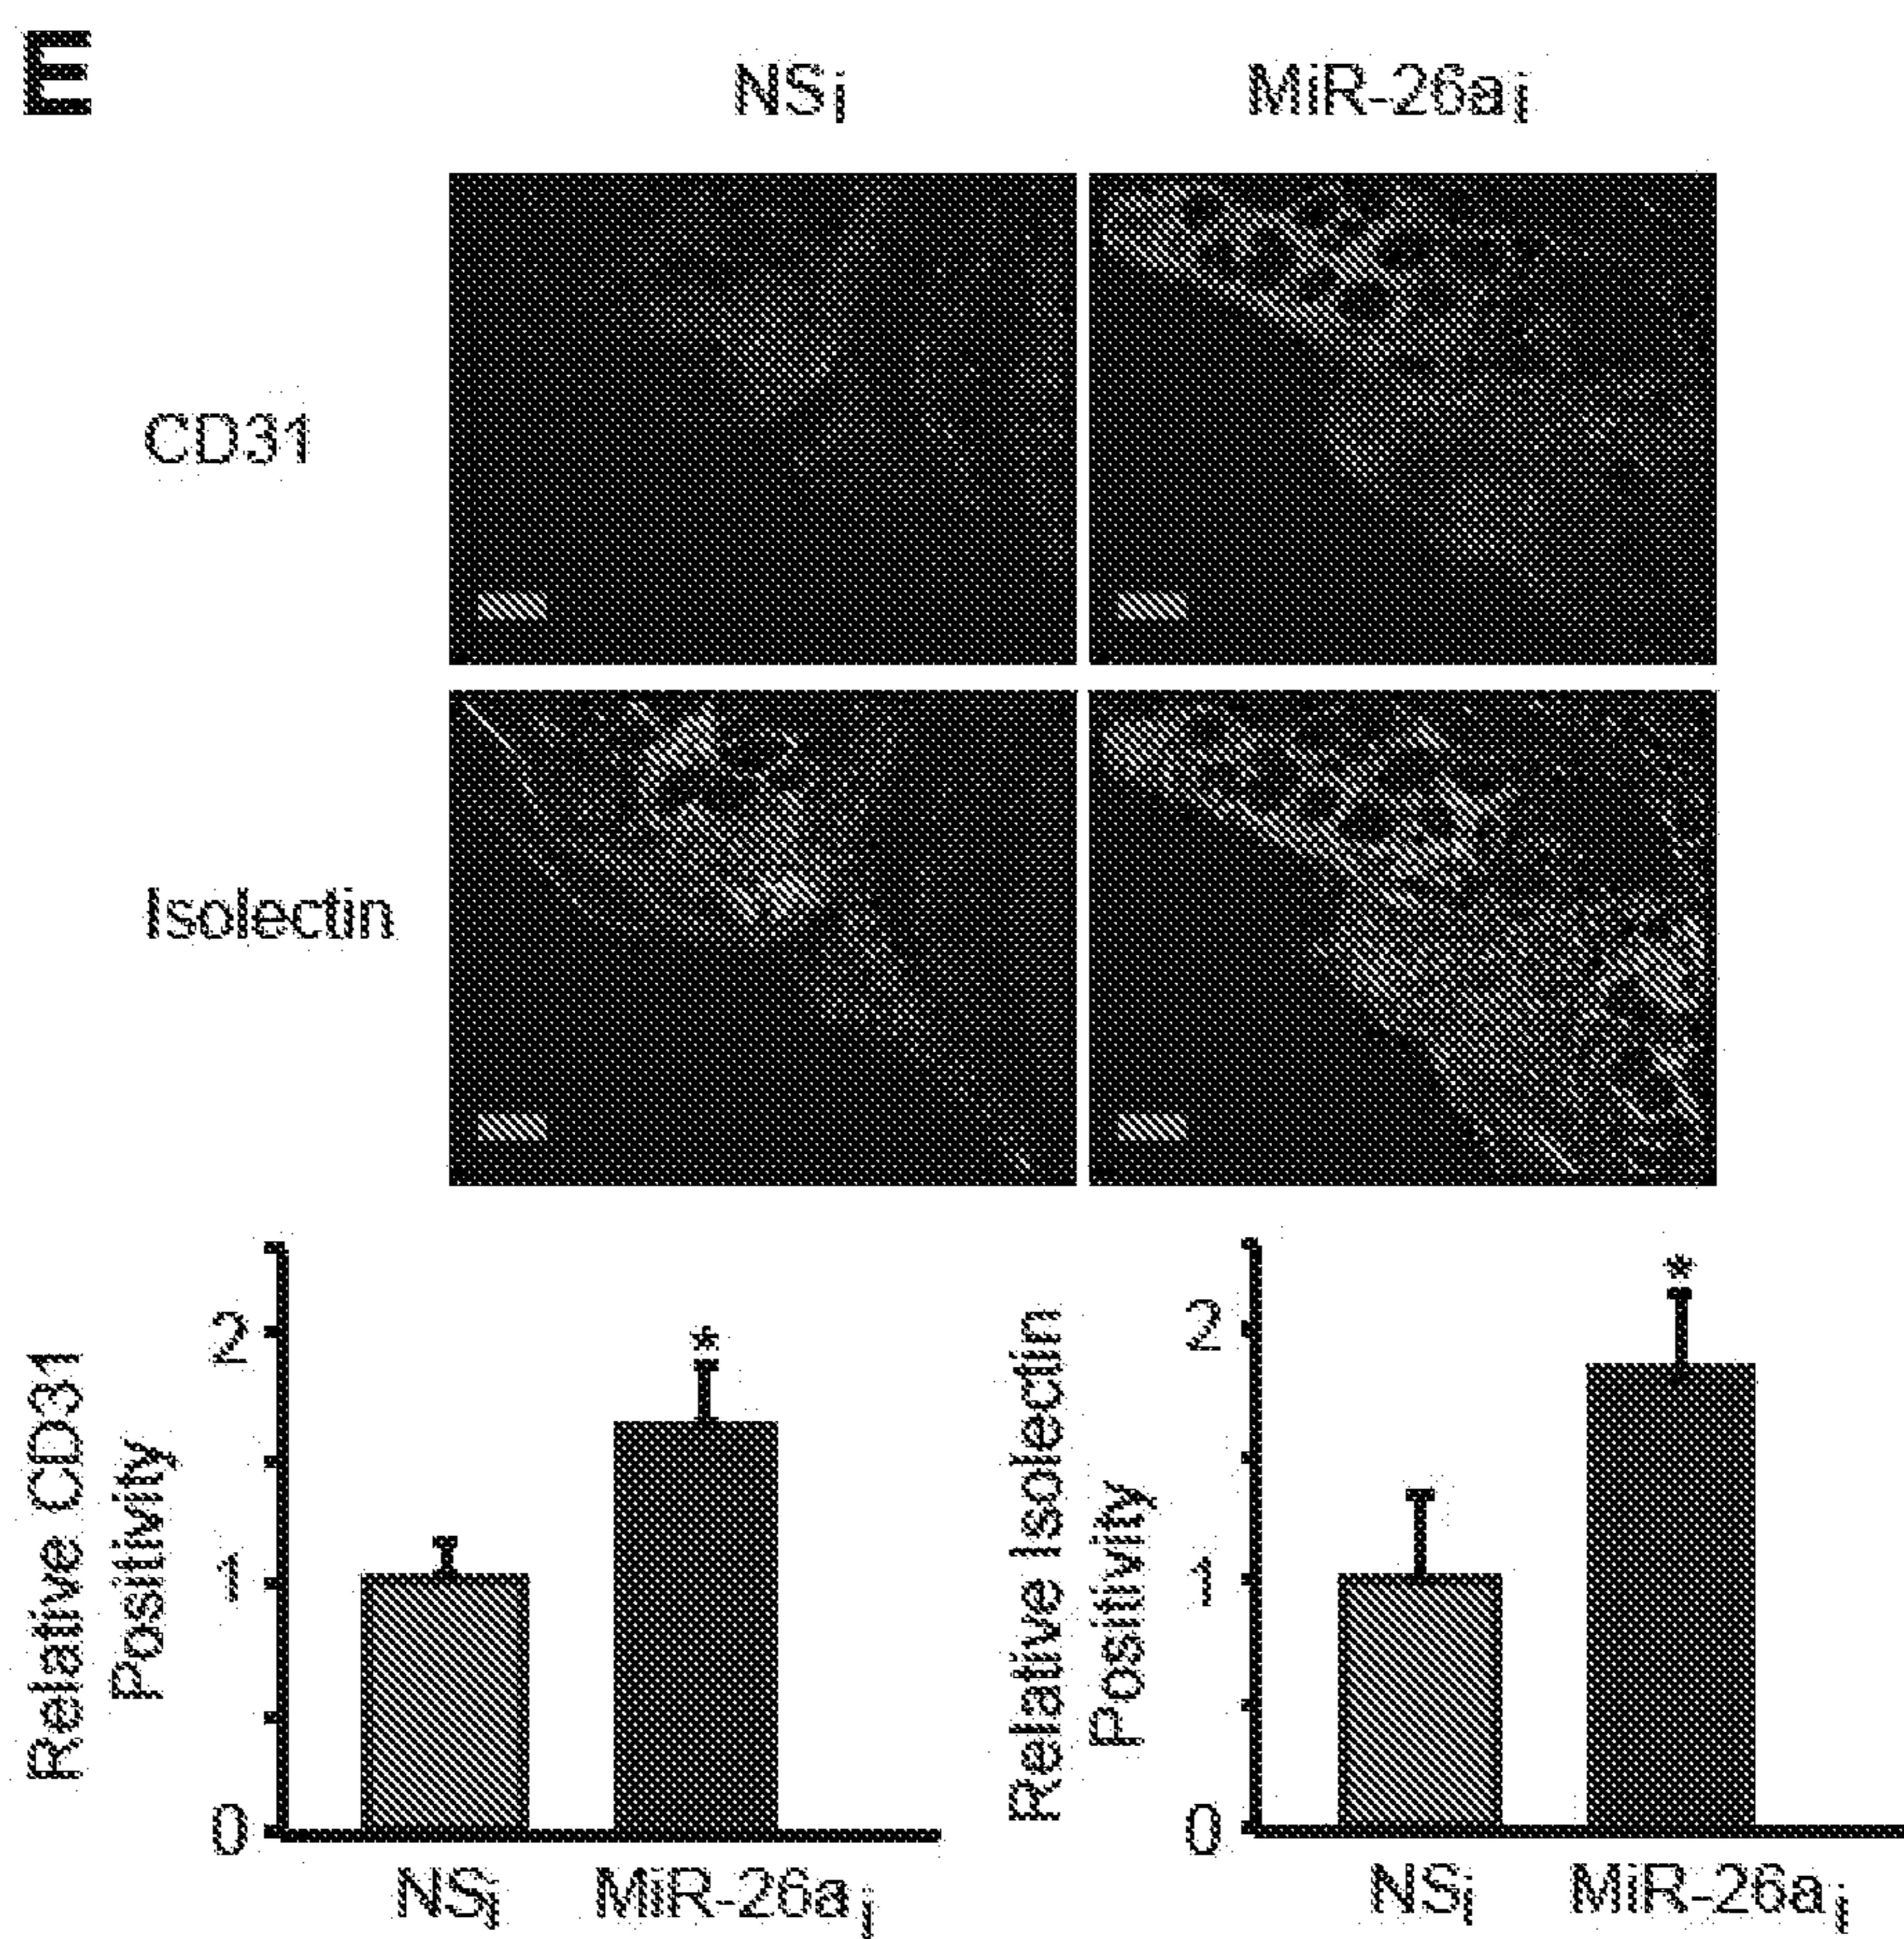 E
NSi
MiR-26ai
CD31
Isolectin
Relative CD31
Positivity
2
1
0
*
NSi
MiR-26ai
Relative Isolectin
Positivity
2
1
0
*
NSi
MiR-26ai